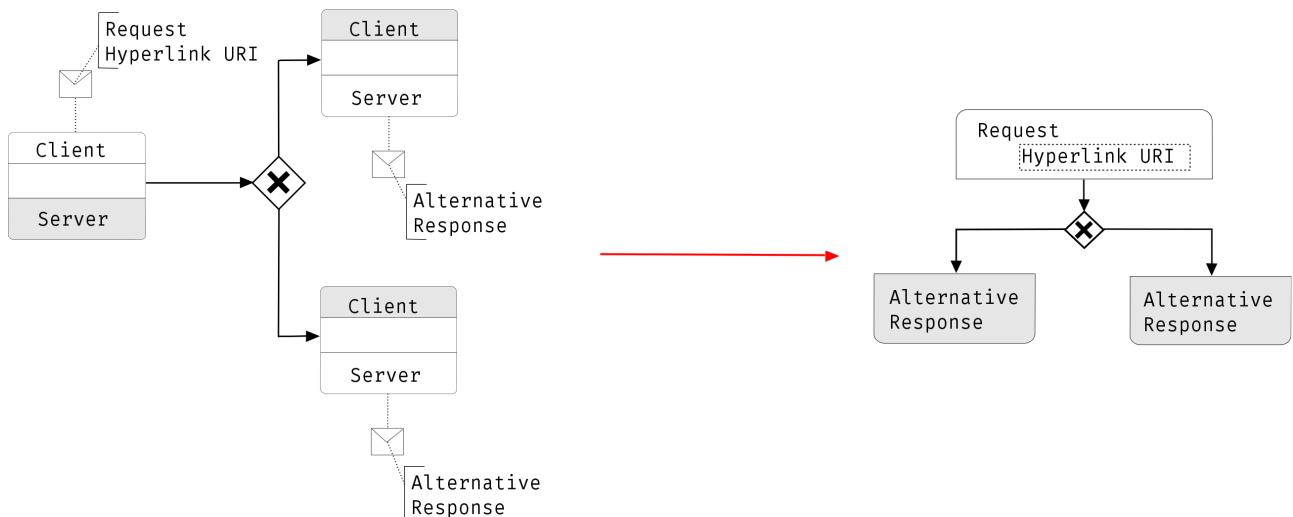 Request
Hyperlink URI
Client
Server
Client
Server
Alternative
Response
Client
Server
Alternative
Response
Request
Hyperlink URI
Alternative
Response
Alternative
Response